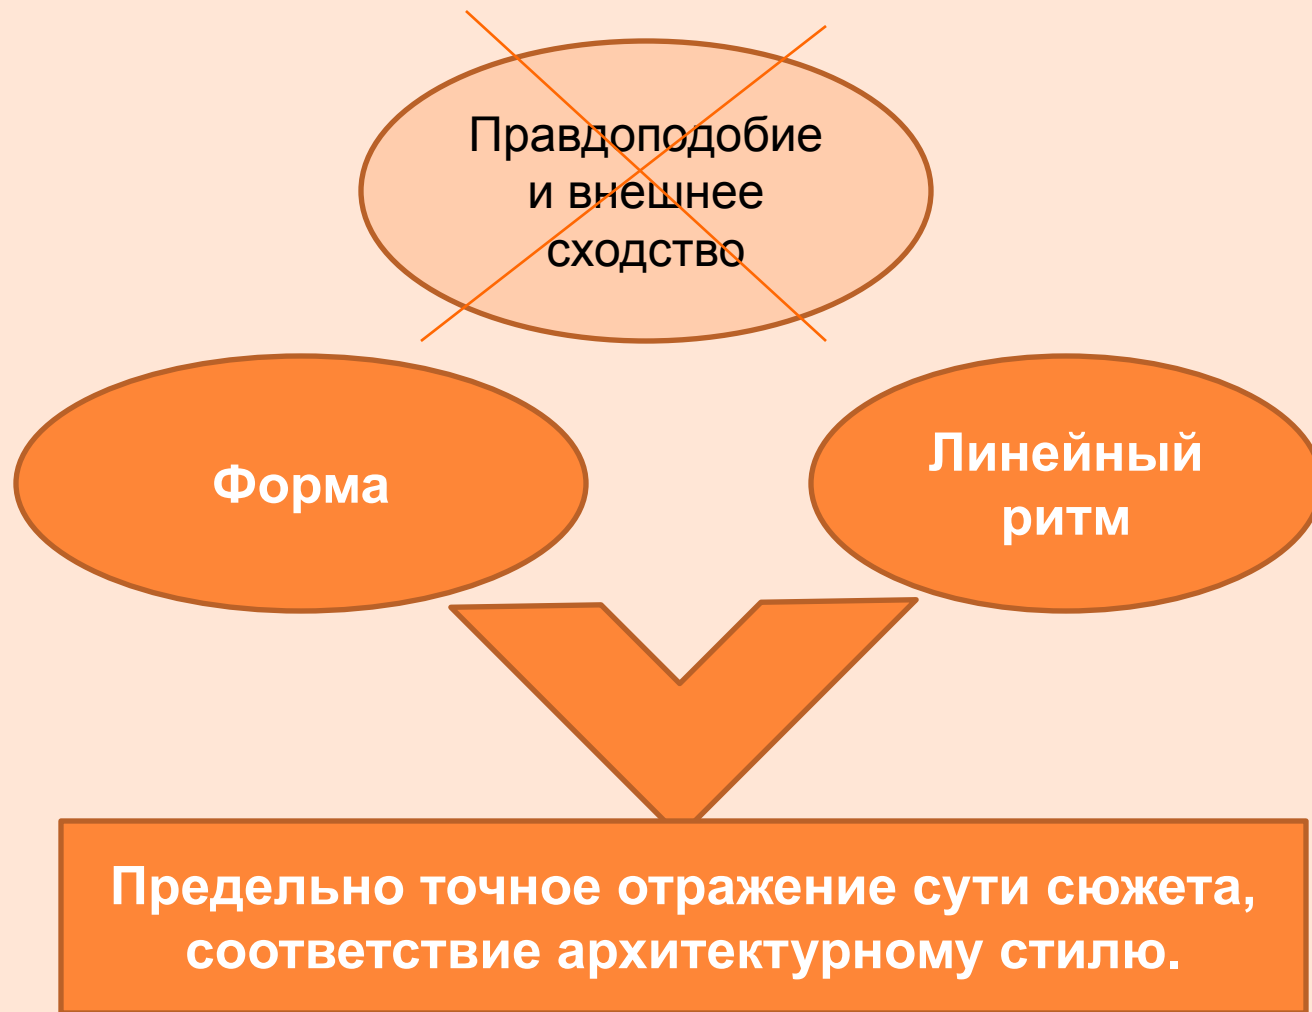 Правдоподобие
и внешнее
сходство
Форма
Линейный
ритм
Предельно точное отражение сути сюжета,
соответствие архитектурному стилю.